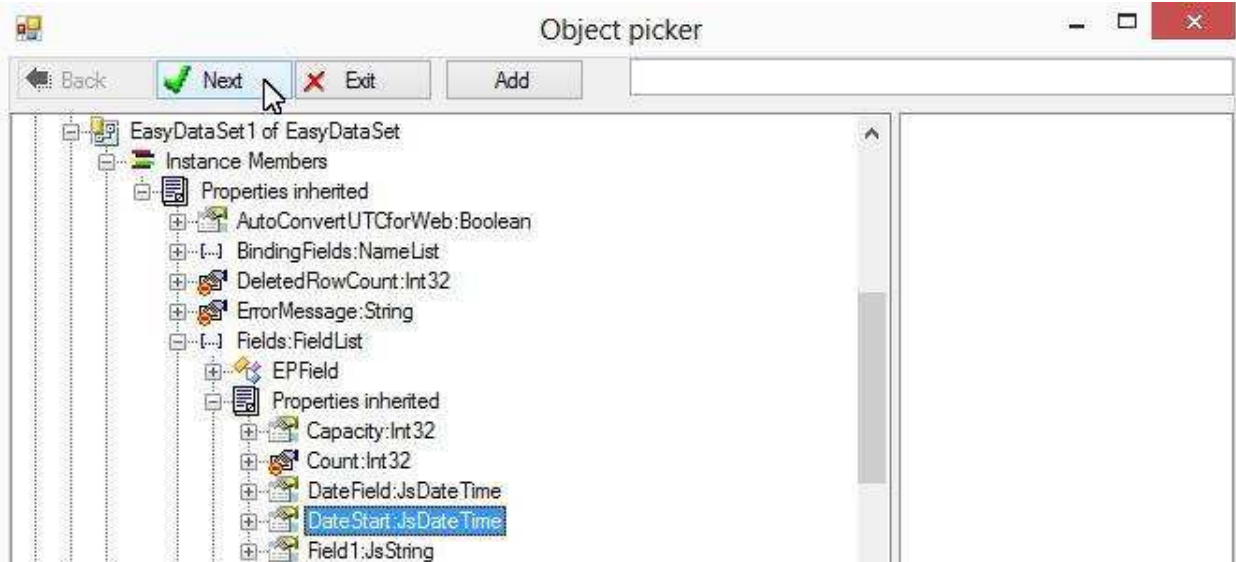 Object picker
Back Next Exit Add
EasyDataSet1 of EasyDataSet
Instance Members
Properties inherited
AutoConvertUTCforWeb:Boolean
BindingFields:NameList
DeletedRowCount:Int32
ErrorMessage:String
Fields:FieldList
EPField
Properties inherited
Capacity:Int32
Count:Int32
DateField:JsDateTime
DateStart:JsDateTime
Field1:JsString